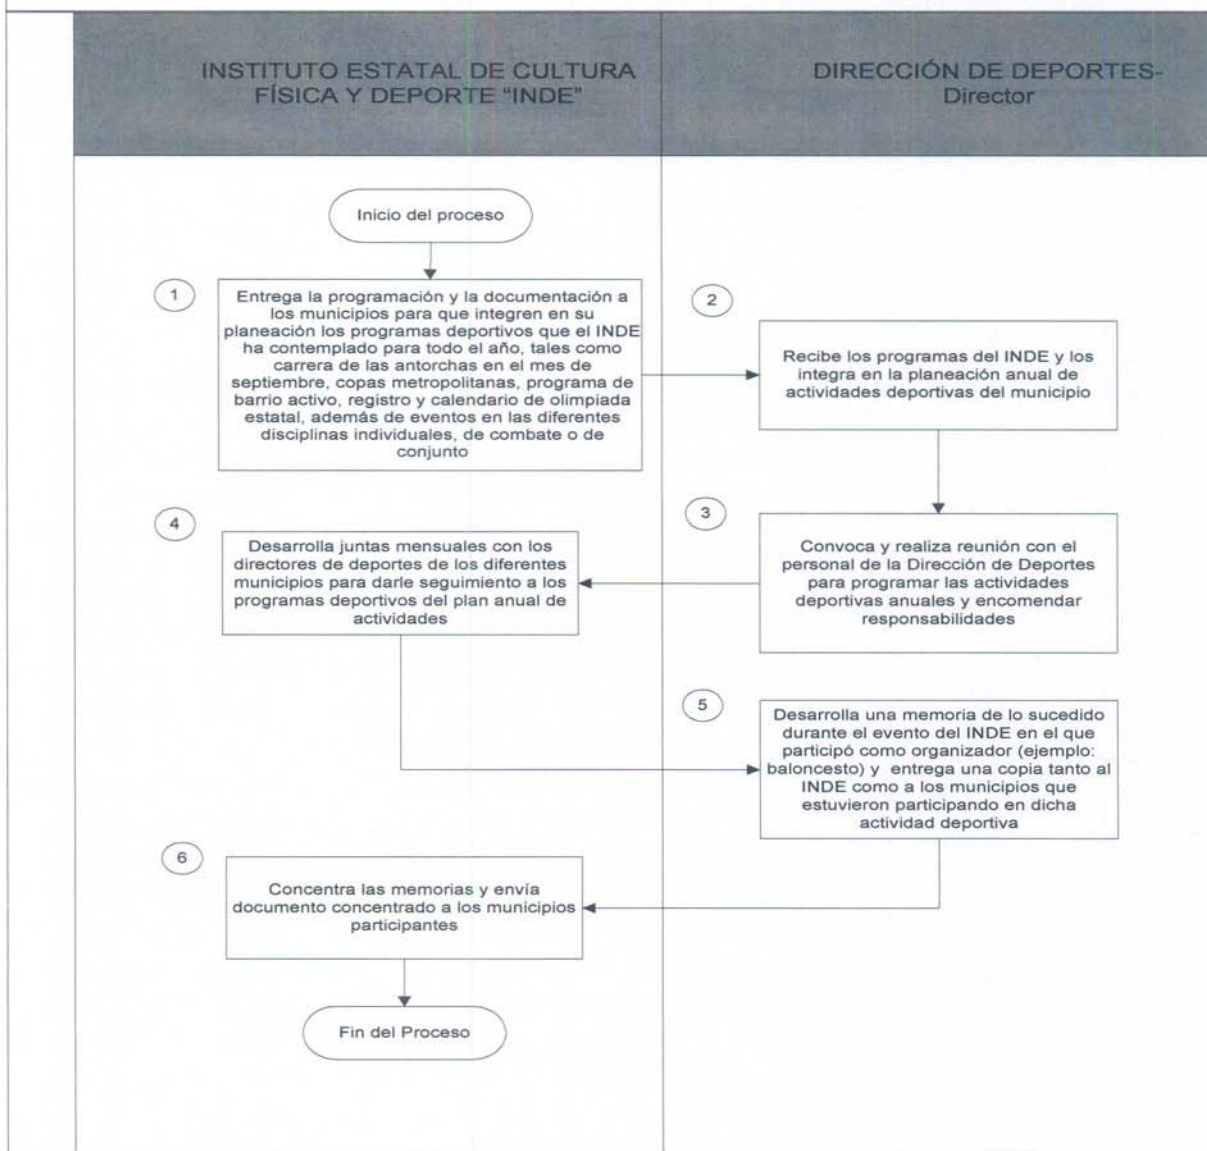 INSTITUTO ESTATAL DE CULTURA
FÍSICA Y DEPORTE “INDE”
DIRECCIÓN DE DEPORTES-
Director
Inicio del proceso
1
Entrega la programación y la documentación a
los municipios para que integren en su
planeación los programas deportivos que el INDE
ha contemplado para todo el año, tales como
carrera de las antorchas en el mes de
septiembre, copas metropolitanas, programa de
barrio activo, registro y calendario de olimpiada
estatal, además de eventos en las diferentes
disciplinas individuales, de combate o de
conjunto
2
Recibe los programas del INDE y los
integra en la planeación anual de
actividades deportivas del municipio
3
Convoca y realiza reunión con el
personal de la Dirección de Deportes
para programar las actividades
deportivas anuales y encomendar
responsabilidades
4
Desarrolla juntas mensuales con los
directores de deportes de los diferentes
municipios para darle seguimiento a los
programas deportivos del plan anual de
actividades
5
Desarrolla una memoria de lo sucedido
durante el evento del INDE en el que
participó como organizador (ejemplo:
baloncesto) y entrega una copia tanto al
INDE como a los municipios que
estuvieron participando en dicha
actividad deportiva
6
Concentra las memorias y envía
documento concentrado a los municipios
participantes
Fin del Proceso